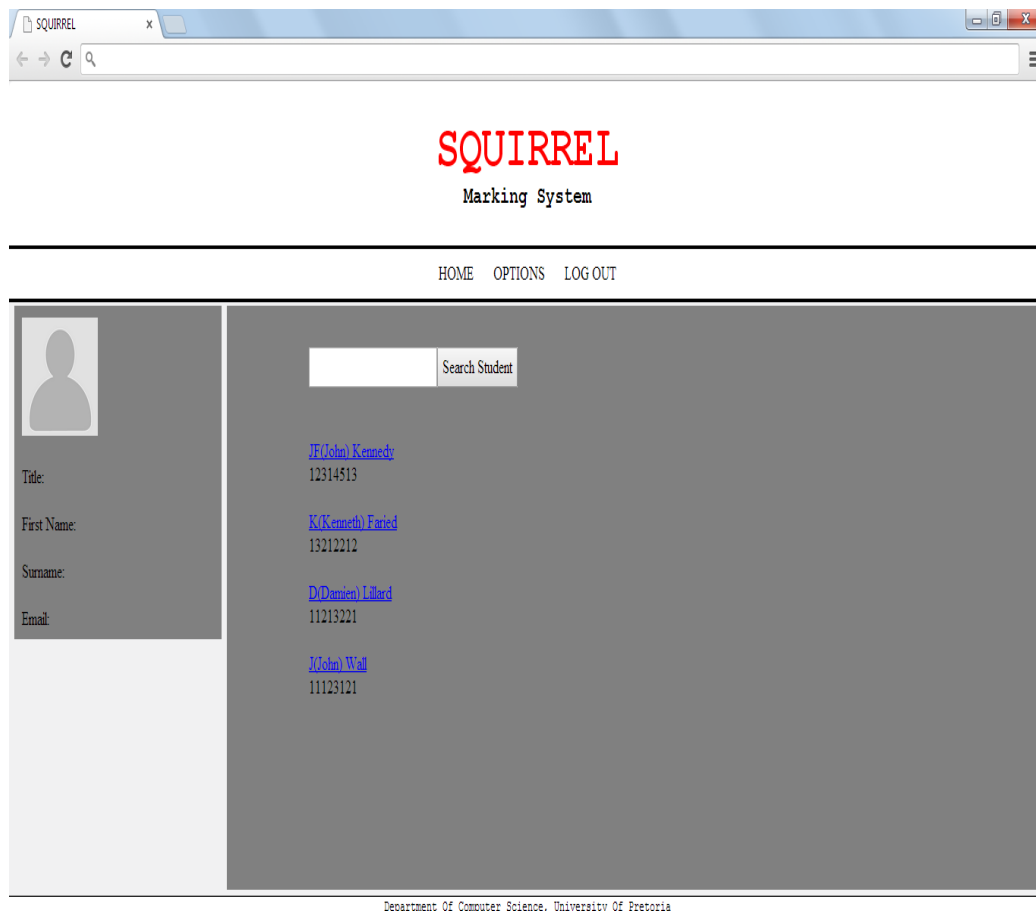 SQUIRREL
SQUIRREL
Marking System
HOME OPTIONS LOG OUT
Title:
First Name:
Surname:
Email:
Search Student
JF(John) Kennedy
12314513
K(Kenneth) Faried
13212212
D(Damien) Lillard
11213221
J(John) Wall
11123121
Department Of Computer Science, University Of Pretoria